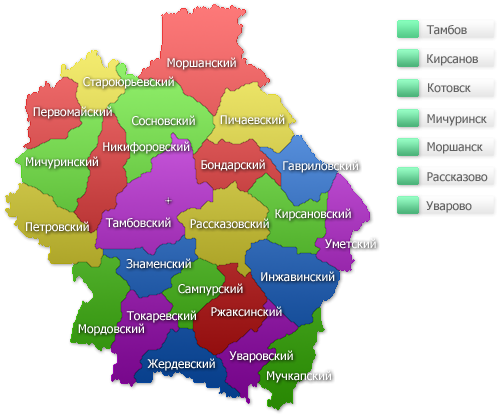 Моршанский
Староюрьевский
Первомайский
Сосновский
Пичаевский
Никифоровский
Мичуринский
Бондарский
Гавриловский
Кирсановский
Тамбовский
+
Рассказовский
Петровский
Уметский
Знаменский
Инжавинский
Сампурский
Токаревский
Ржаксинский
Мордовский
Уваровский
Жердевский
Мучкапский
Тамбов
Кирсанов
Котовск
Мичуринск
Моршанск
Рассказово
Уварово